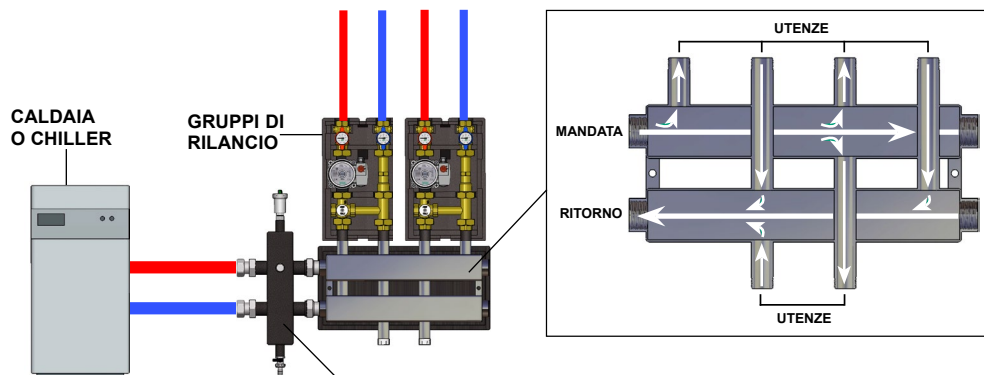 CALDAIA
O CHILLER
GRUPPI DI
RILANCIO
UTENZE
MANDATA
RITORNO
UTENZE